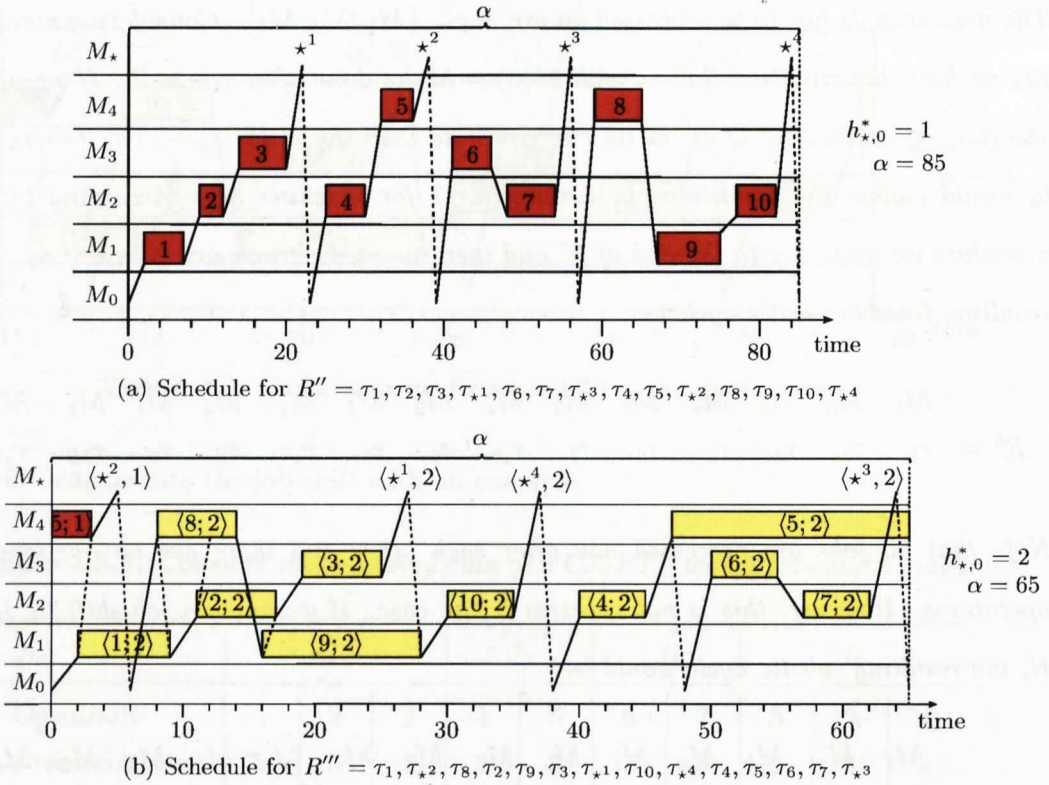 α
M⋆ ⋆¹ ⋆² ⋆³ ⋆⁴
M₄ 5 8
M₃ 3 6
M₂ 2 4 7 10
M₁ 1 9
M₀
h*⋆,₀ = 1
α = 85
0 20 40 60 80 time
(a) Schedule for R″ = τ₁, τ₂, τ₃, τ⋆¹, τ₆, τ₇, τ⋆³, τ₄, τ₅, τ⋆², τ₈, τ₉, τ₁₀, τ⋆⁴
α
M⋆ ⟨⋆², 1⟩ ⟨⋆¹, 2⟩ ⟨⋆⁴, 2⟩ ⟨⋆³, 2⟩
M₄ 5; 1⟩ ⟨8; 2⟩ ⟨5; 2⟩
M₃ ⟨3; 2⟩ ⟨6; 2⟩
M₂ ⟨2; 2⟩ ⟨10; 2⟩ ⟨4; 2⟩ ⟨7; 2⟩
M₁ ⟨1; 2⟩ ⟨9; 2⟩
M₀
h*⋆,₀ = 2
α = 65
0 10 20 30 40 50 60 time
(b) Schedule for R‴ = τ₁, τ⋆², τ₈, τ₂, τ₉, τ₃, τ⋆¹, τ₁₀, τ⋆⁴, τ₄, τ₅, τ₆, τ₇, τ⋆³